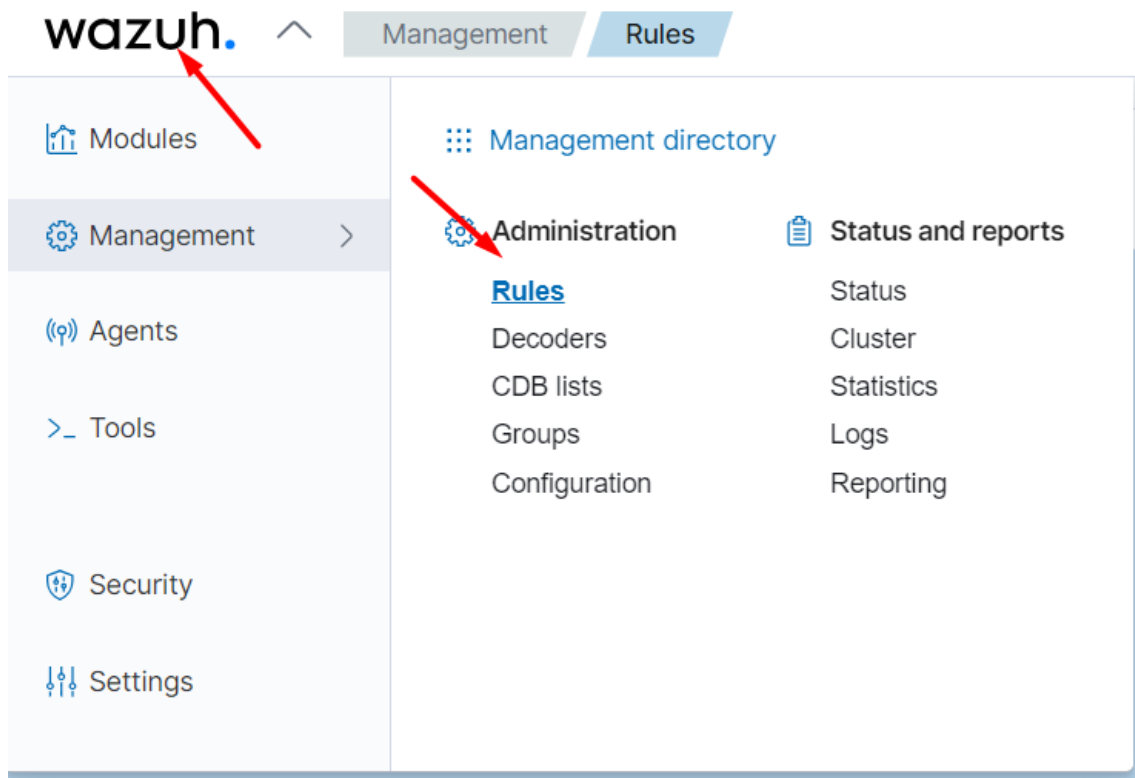 wazuh. Management Rules
Modules
Management
Agents
>_ Tools
Security
Settings
Management directory
Administration
Rules
Decoders
CDB lists
Groups
Configuration
Status and reports
Status
Cluster
Statistics
Logs
Reporting